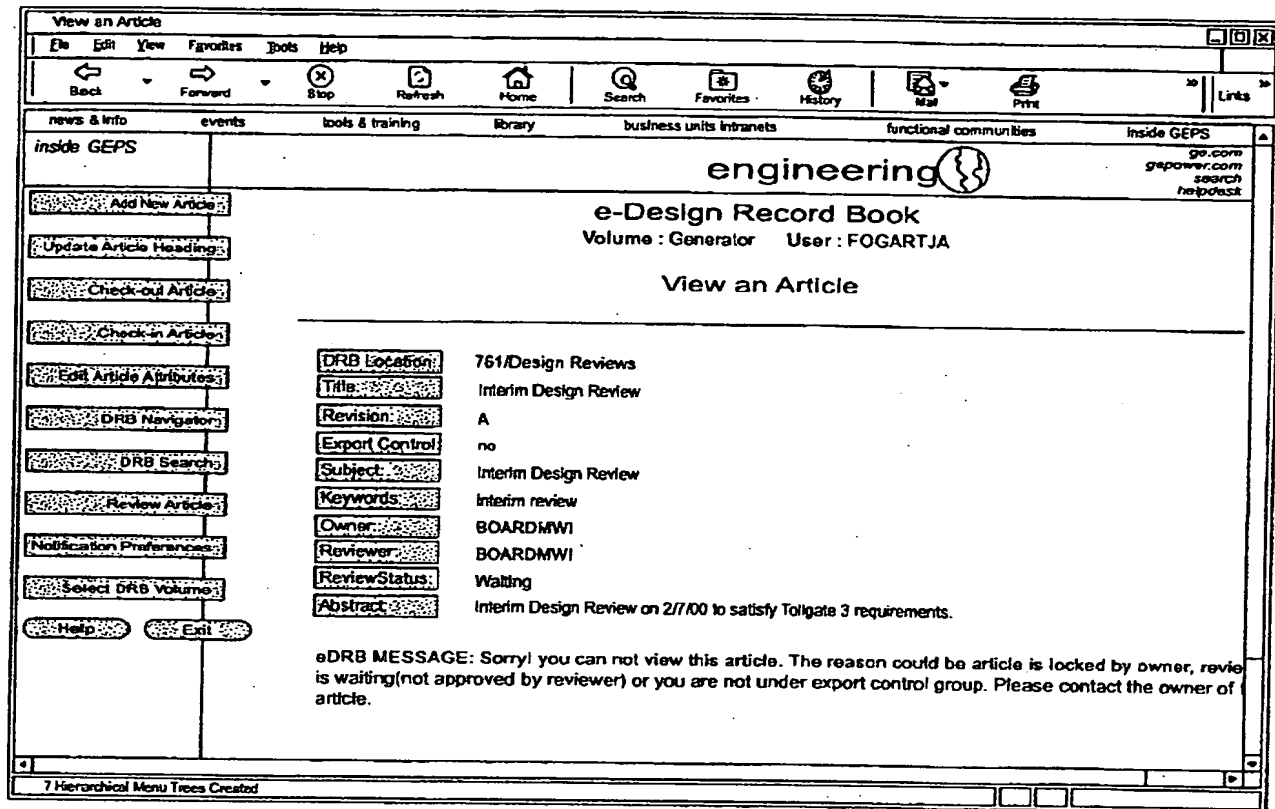 View an Article
File Edit View Favorites Tools Help
Back Forward Stop Refresh Home Search Favorites History Mail Print Links
news & info events tools & training library business units intranets functional communities inside GEPS
inside GEPS
engineering
ge.com
gepower.com
search
helpdesk
Add New Article
Update Article Heading
Check-out Article
Check-in Article
Edit Article Attributes
DRB Navigator
DRB Search
Review Article
Notification Preferences
Select DRB Volume
Help Exit
e-Design Record Book
Volume : Generator User : FOGARTJA
View an Article
DRB Location: 761/Design Reviews
Title: Interim Design Review
Revision: A
Export Control no
Subject: Interim Design Review
Keywords: Interim review
Owner: BOARDMWI
Reviewer: BOARDMWI
ReviewStatus: Waiting
Abstract: Interim Design Review on 2/7/00 to satisfy Tollgate 3 requirements.
eDRB MESSAGE: Sorry! you can not view this article. The reason could be article is locked by owner, revie
is waiting(not approved by reviewer) or you are not under export control group. Please contact the owner of
article.
7 Hierarchical Menu Trees Created